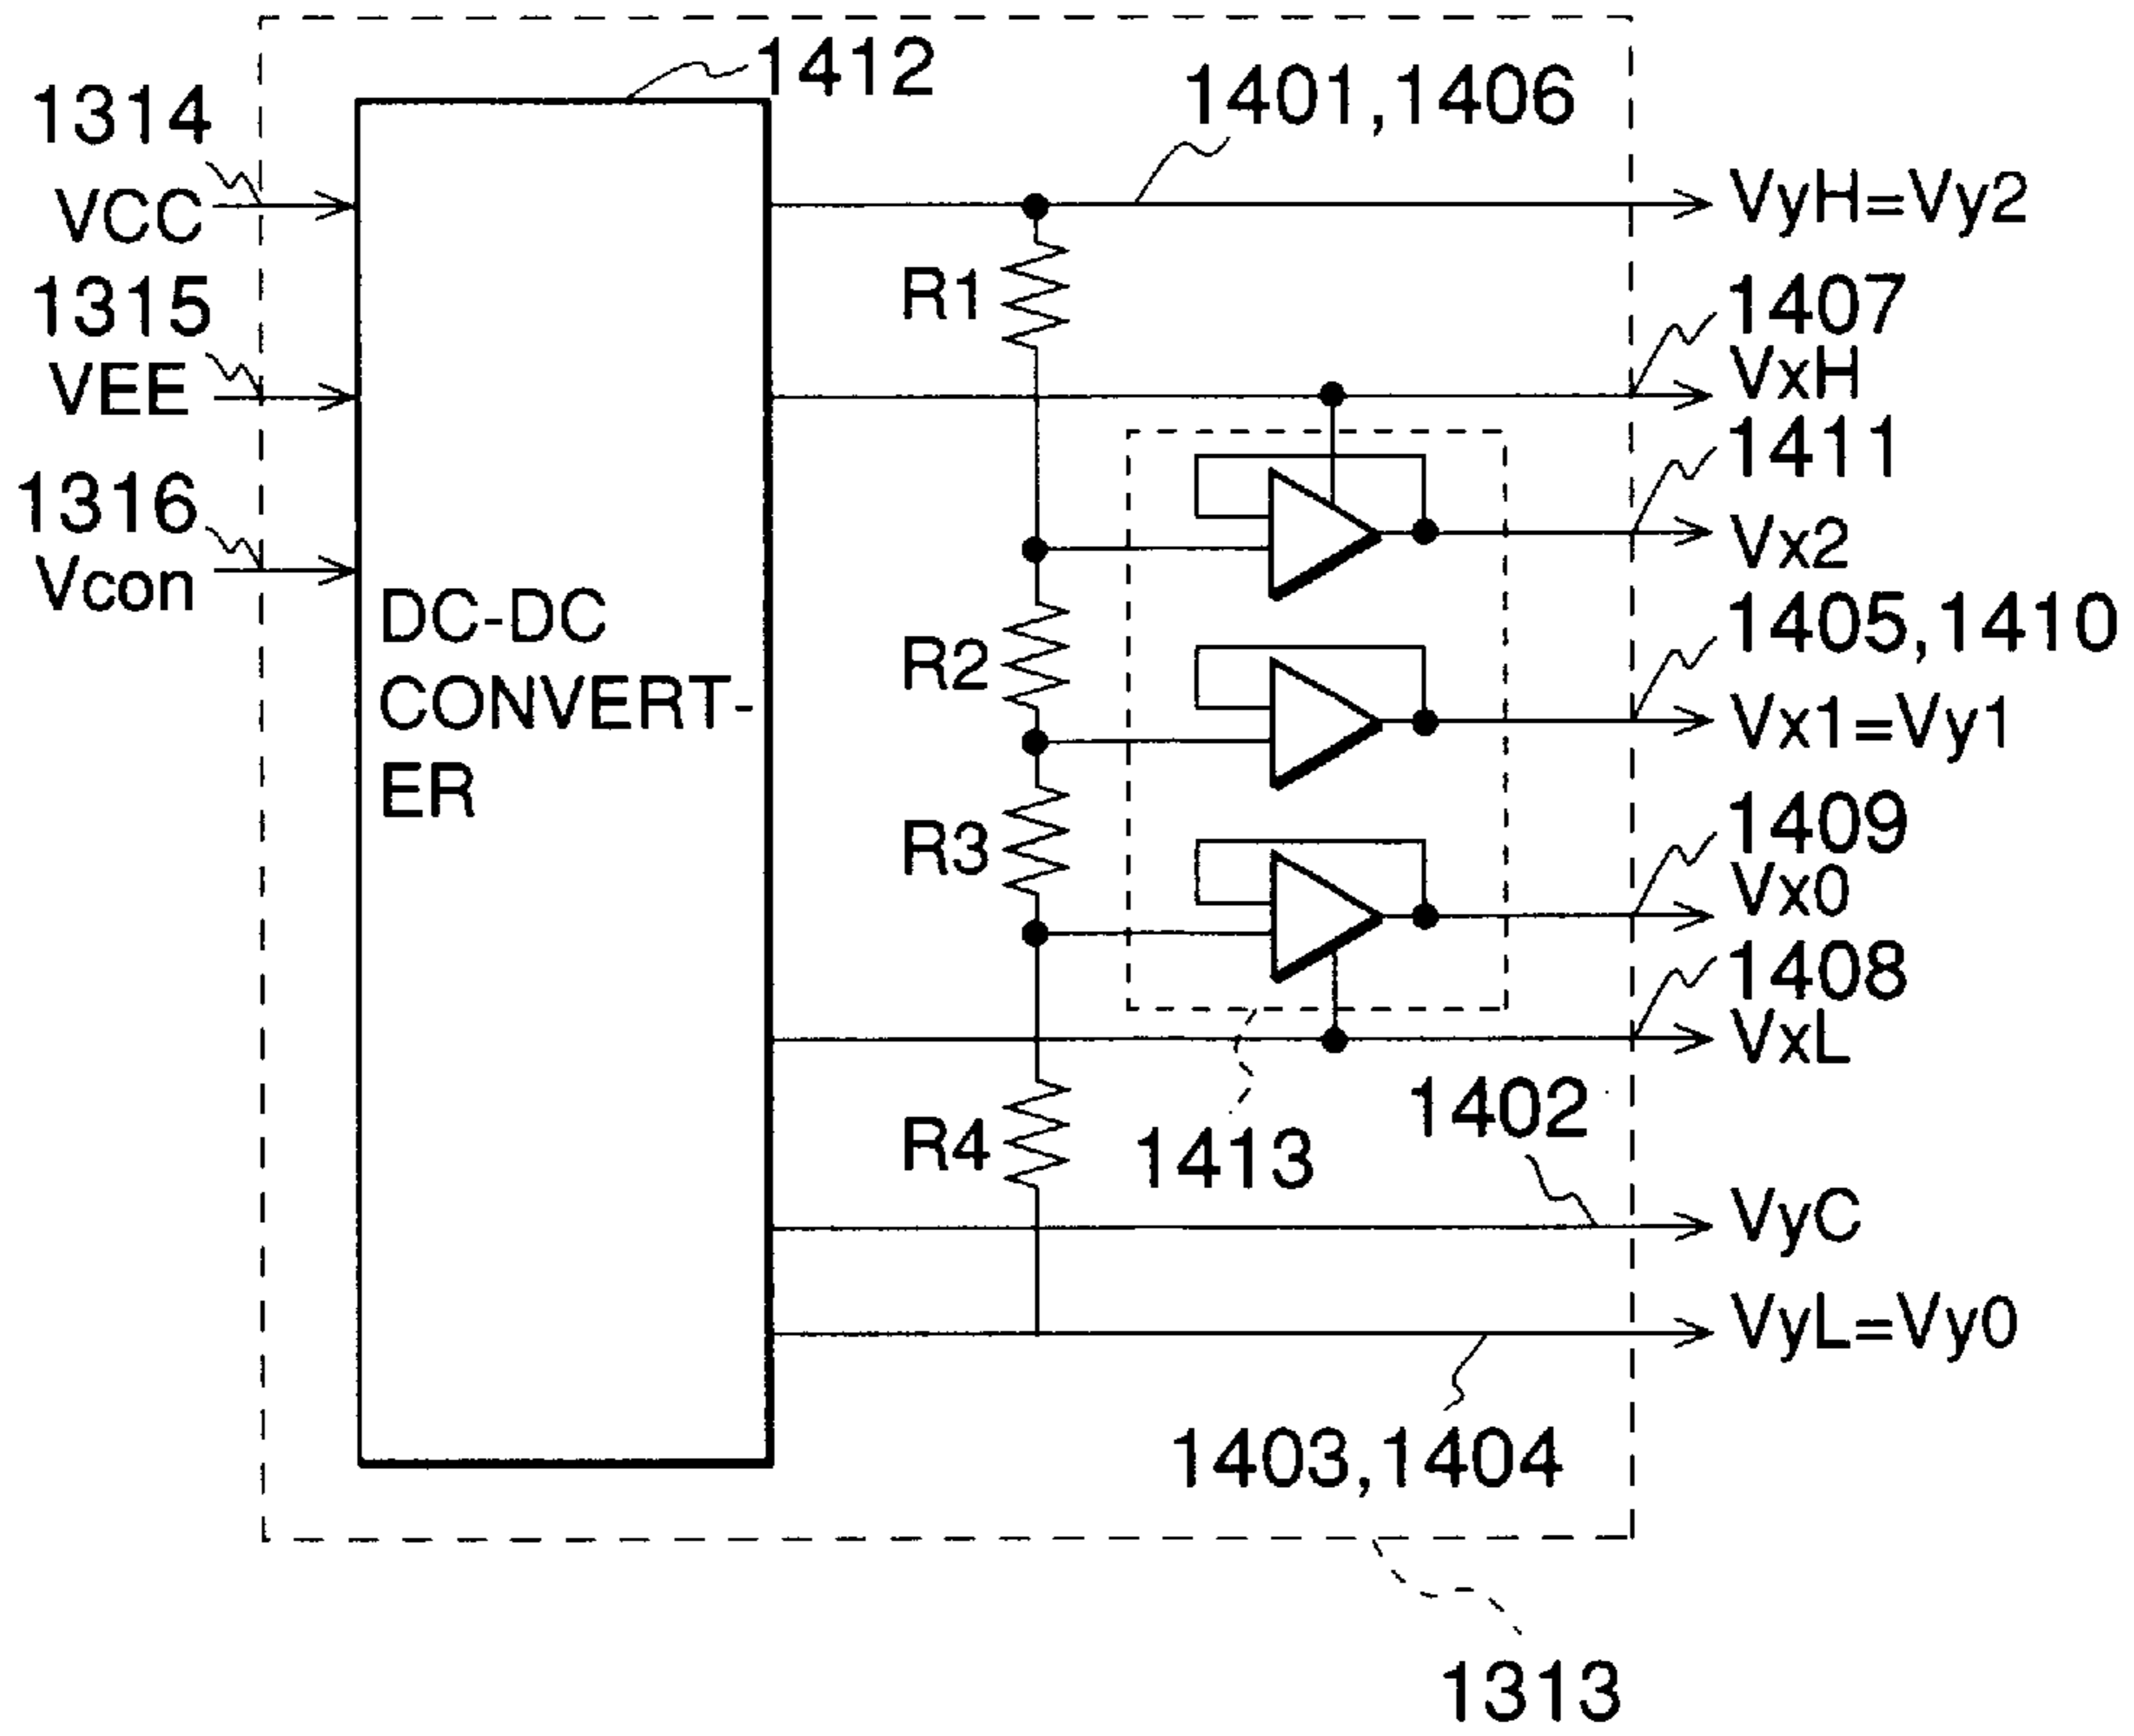 1412
1401,1406
1314
VCC
VyH=Vy2
1315
VEE
R1
1407
VxH
1411
1316
Vcon
Vx2
DC-DC
CONVERT-
ER
R2
1405,1410
Vx1=Vy1
R3
1409
Vx0
1408
VxL
1402
R4
1413
VyC
VyL=Vy0
1403,1404
1313